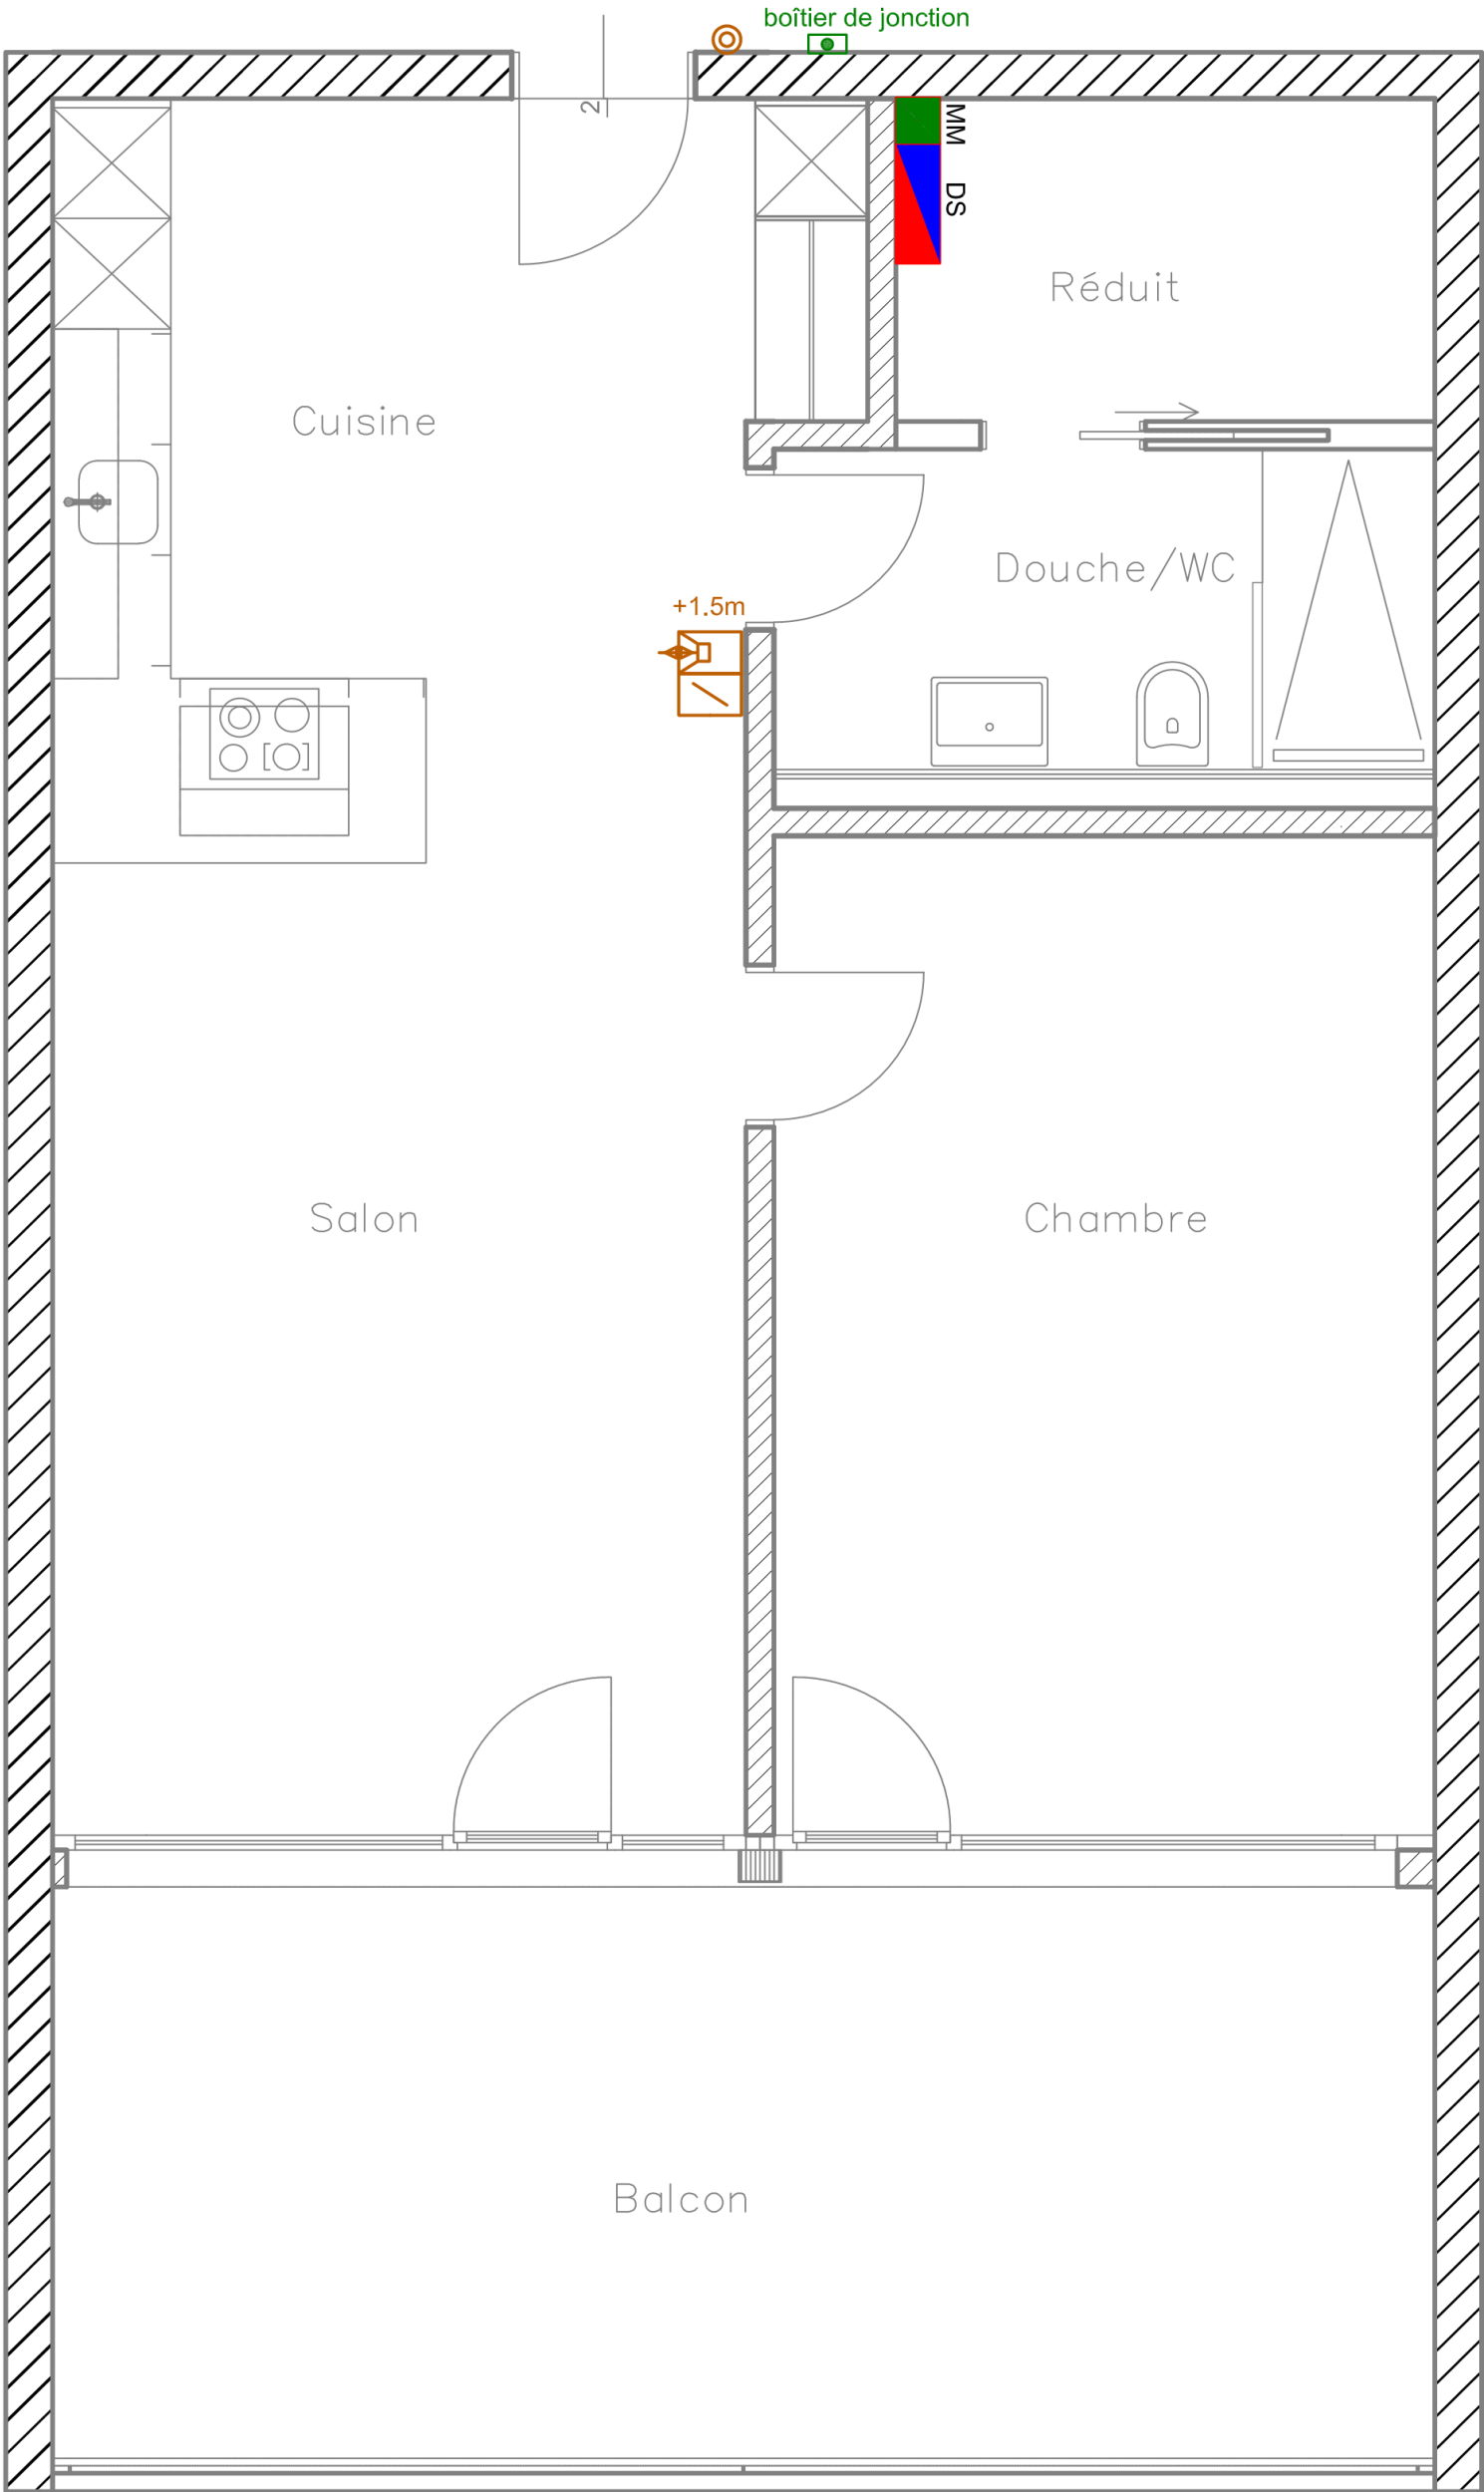 boîtier de jonction
2
MM
DS
Réduit
Cuisine
Douche/WC
+1.5m
Salon
Chambre
Balcon